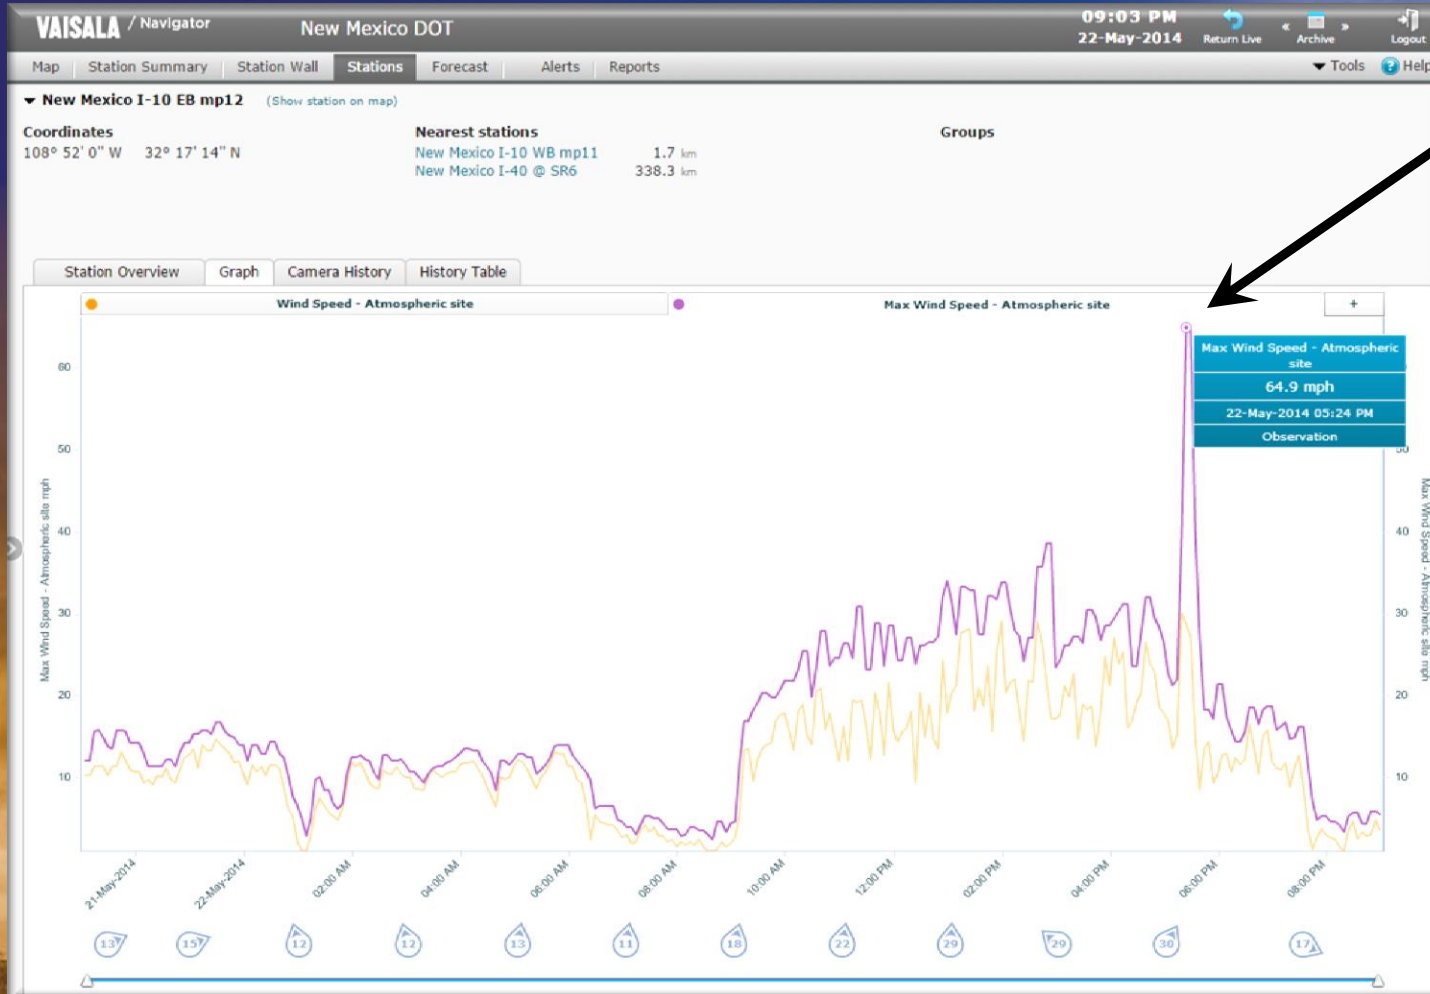 VAISALA / Navigator
New Mexico DOT
09:03 PM
22-May-2014
Return Live
« Archive »
Logout
Map Station Summary Station Wall Stations Forecast Alerts Reports
Tools ? Help
New Mexico I-10 EB mp12 (Show station on map)
Coordinates
108° 52' 0" W 32° 17' 14" N
Nearest stations
New Mexico I-10 WB mp11 1.7 km
New Mexico I-40 @ SR6 338.3 km
Groups
Station Overview Graph Camera History History Table
Wind Speed - Atmospheric site
Max Wind Speed - Atmospheric site
+
Max Wind Speed - Atmospheric
site
64.9 mph
22-May-2014 05:24 PM
Observation
Max Wind Speed - Atmospheric site mph
60
50
40
30
20
10
50
40
30
20
10
Max Wind Speed - Atmospheric site mph
21-May-2014 22-May-2014 02:00 AM 04:00 AM 06:00 AM 08:00 AM 10:00 AM 12:00 PM 02:00 PM 04:00 PM 06:00 PM 08:00 PM
13 15 12 12 13 11 18 22 29 29 30 17